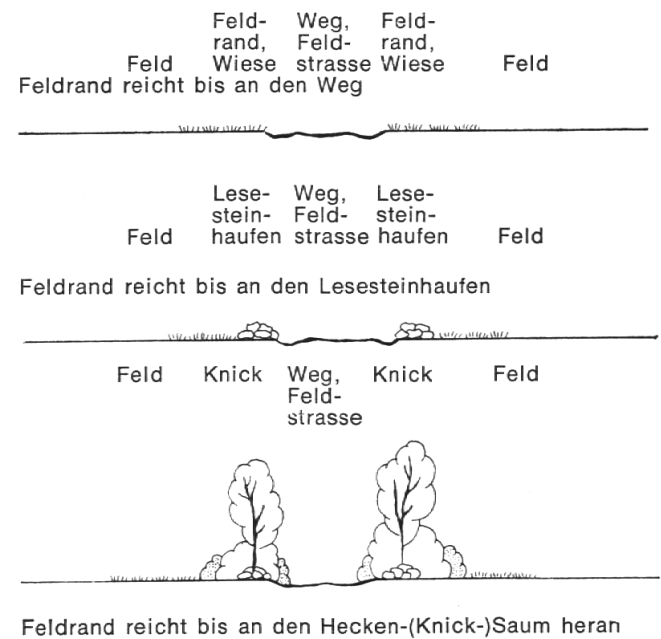 Feld- Weg, Feld-
rand, Feld- rand,
Feld Wiese strasse Wiese Feld
Feldrand reicht bis an den Weg
Lese- Weg, Lese-
stein- Feld- stein-
Feld haufen strasse haufen Feld
Feldrand reicht bis an den Lesesteinhaufen
Feld Knick Weg, Knick Feld
Feld-
strasse
Feldrand reicht bis an den Hecken-(Knick-)Saum heran